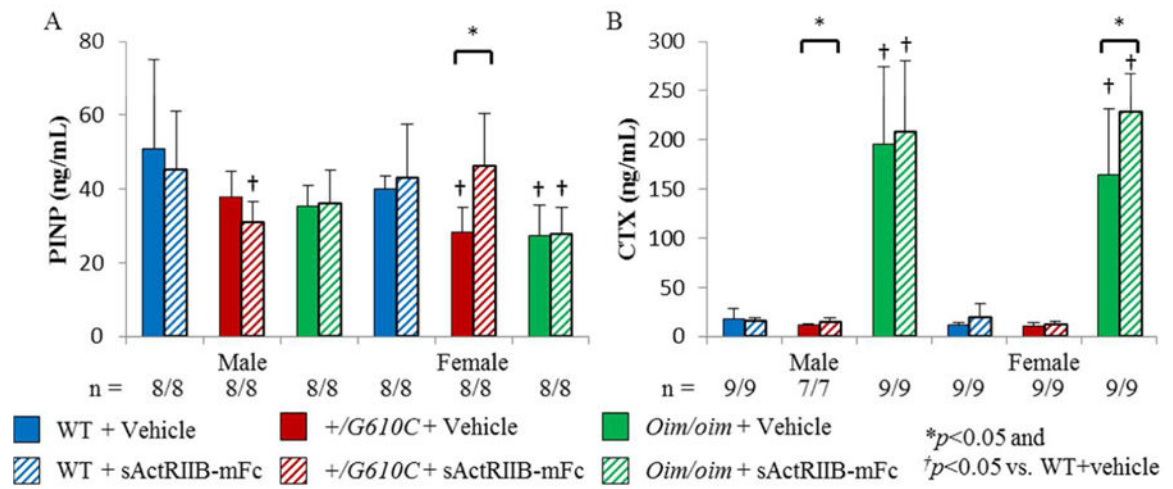 A
B
*
*
*
80
60
40
20
0
PINP (ng/mL)
†
†
†
†
300
250
200
150
100
50
0
CTX (ng/mL)
†
†
†
†
Male
Female
Male
Female
n = 8/8 8/8 8/8 8/8 8/8 8/8
n = 9/9 7/7 9/9 9/9 9/9 9/9
WT + Vehicle
+/G610C + Vehicle
Oim/oim + Vehicle
WT + sActRIIB-mFc
+/G610C + sActRIIB-mFc
Oim/oim + sActRIIB-mFc
*p<0.05 and
†p<0.05 vs. WT+vehicle